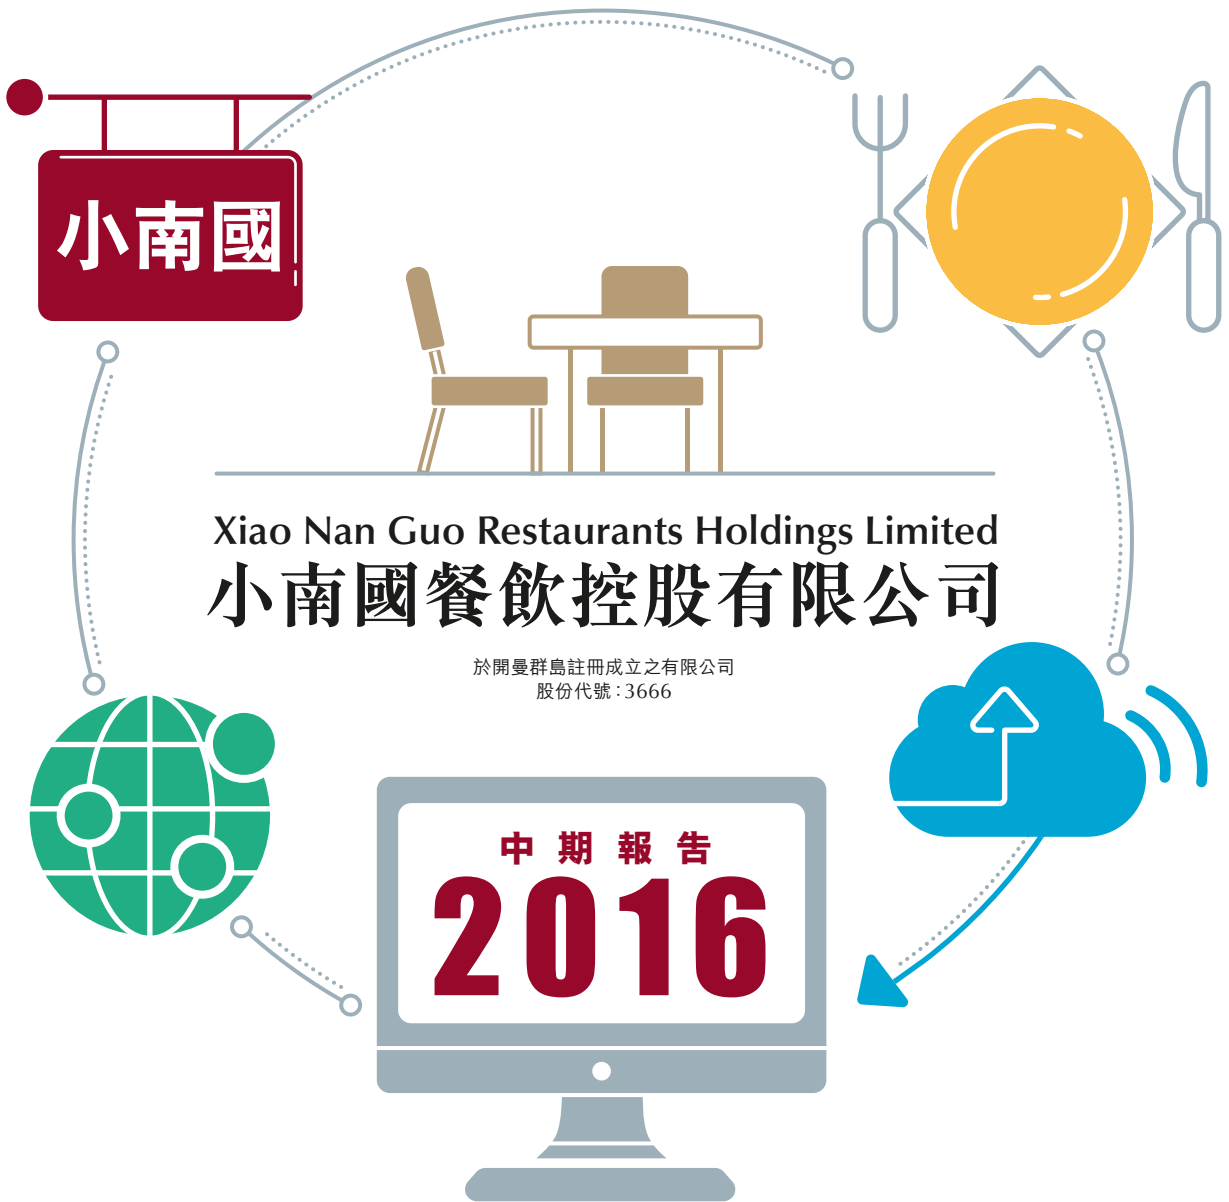 小南國
Xiao Nan Guo Restaurants Holdings Limited
小南國餐飲控股有限公司
於開曼群島註冊成立之有限公司
股份代號：3666
中期報告
2016